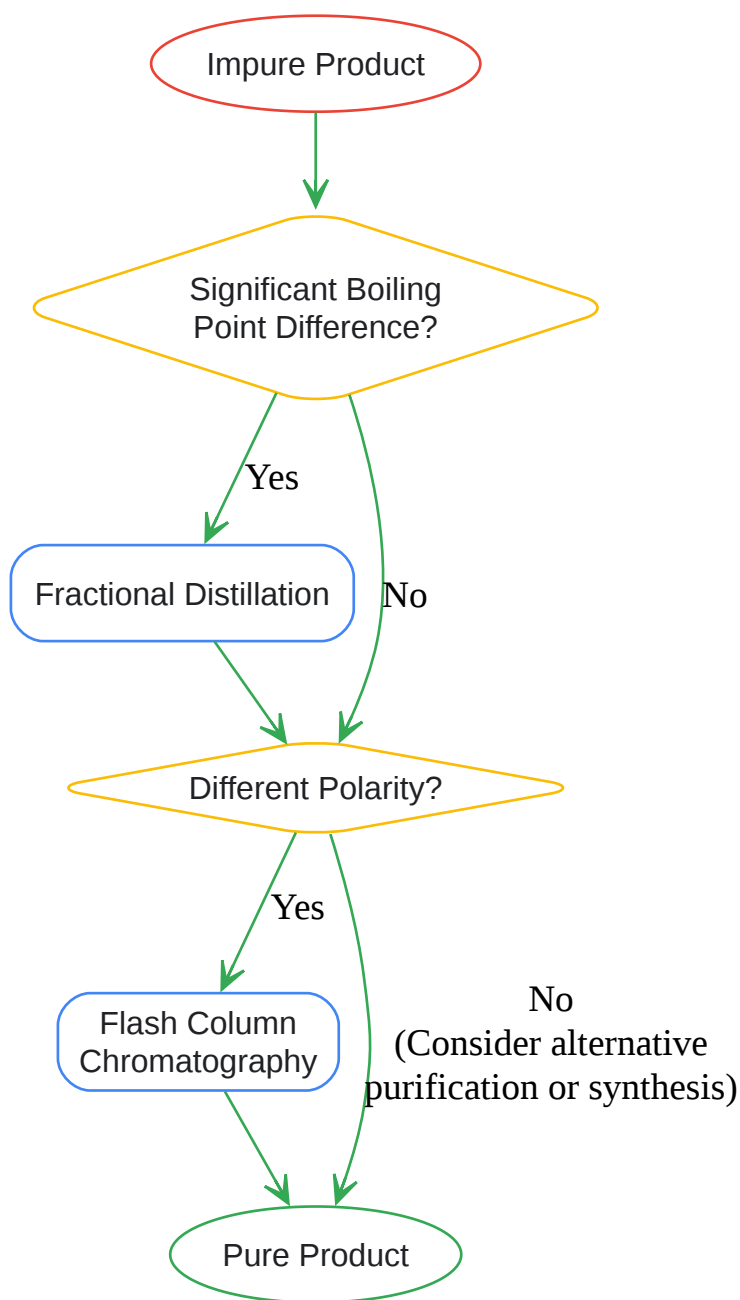 Impure Product
Significant Boiling
Point Difference?
Yes
Fractional Distillation
No
Different Polarity?
Yes
No
(Consider alternative
purification or synthesis)
Flash Column
Chromatography
Pure Product